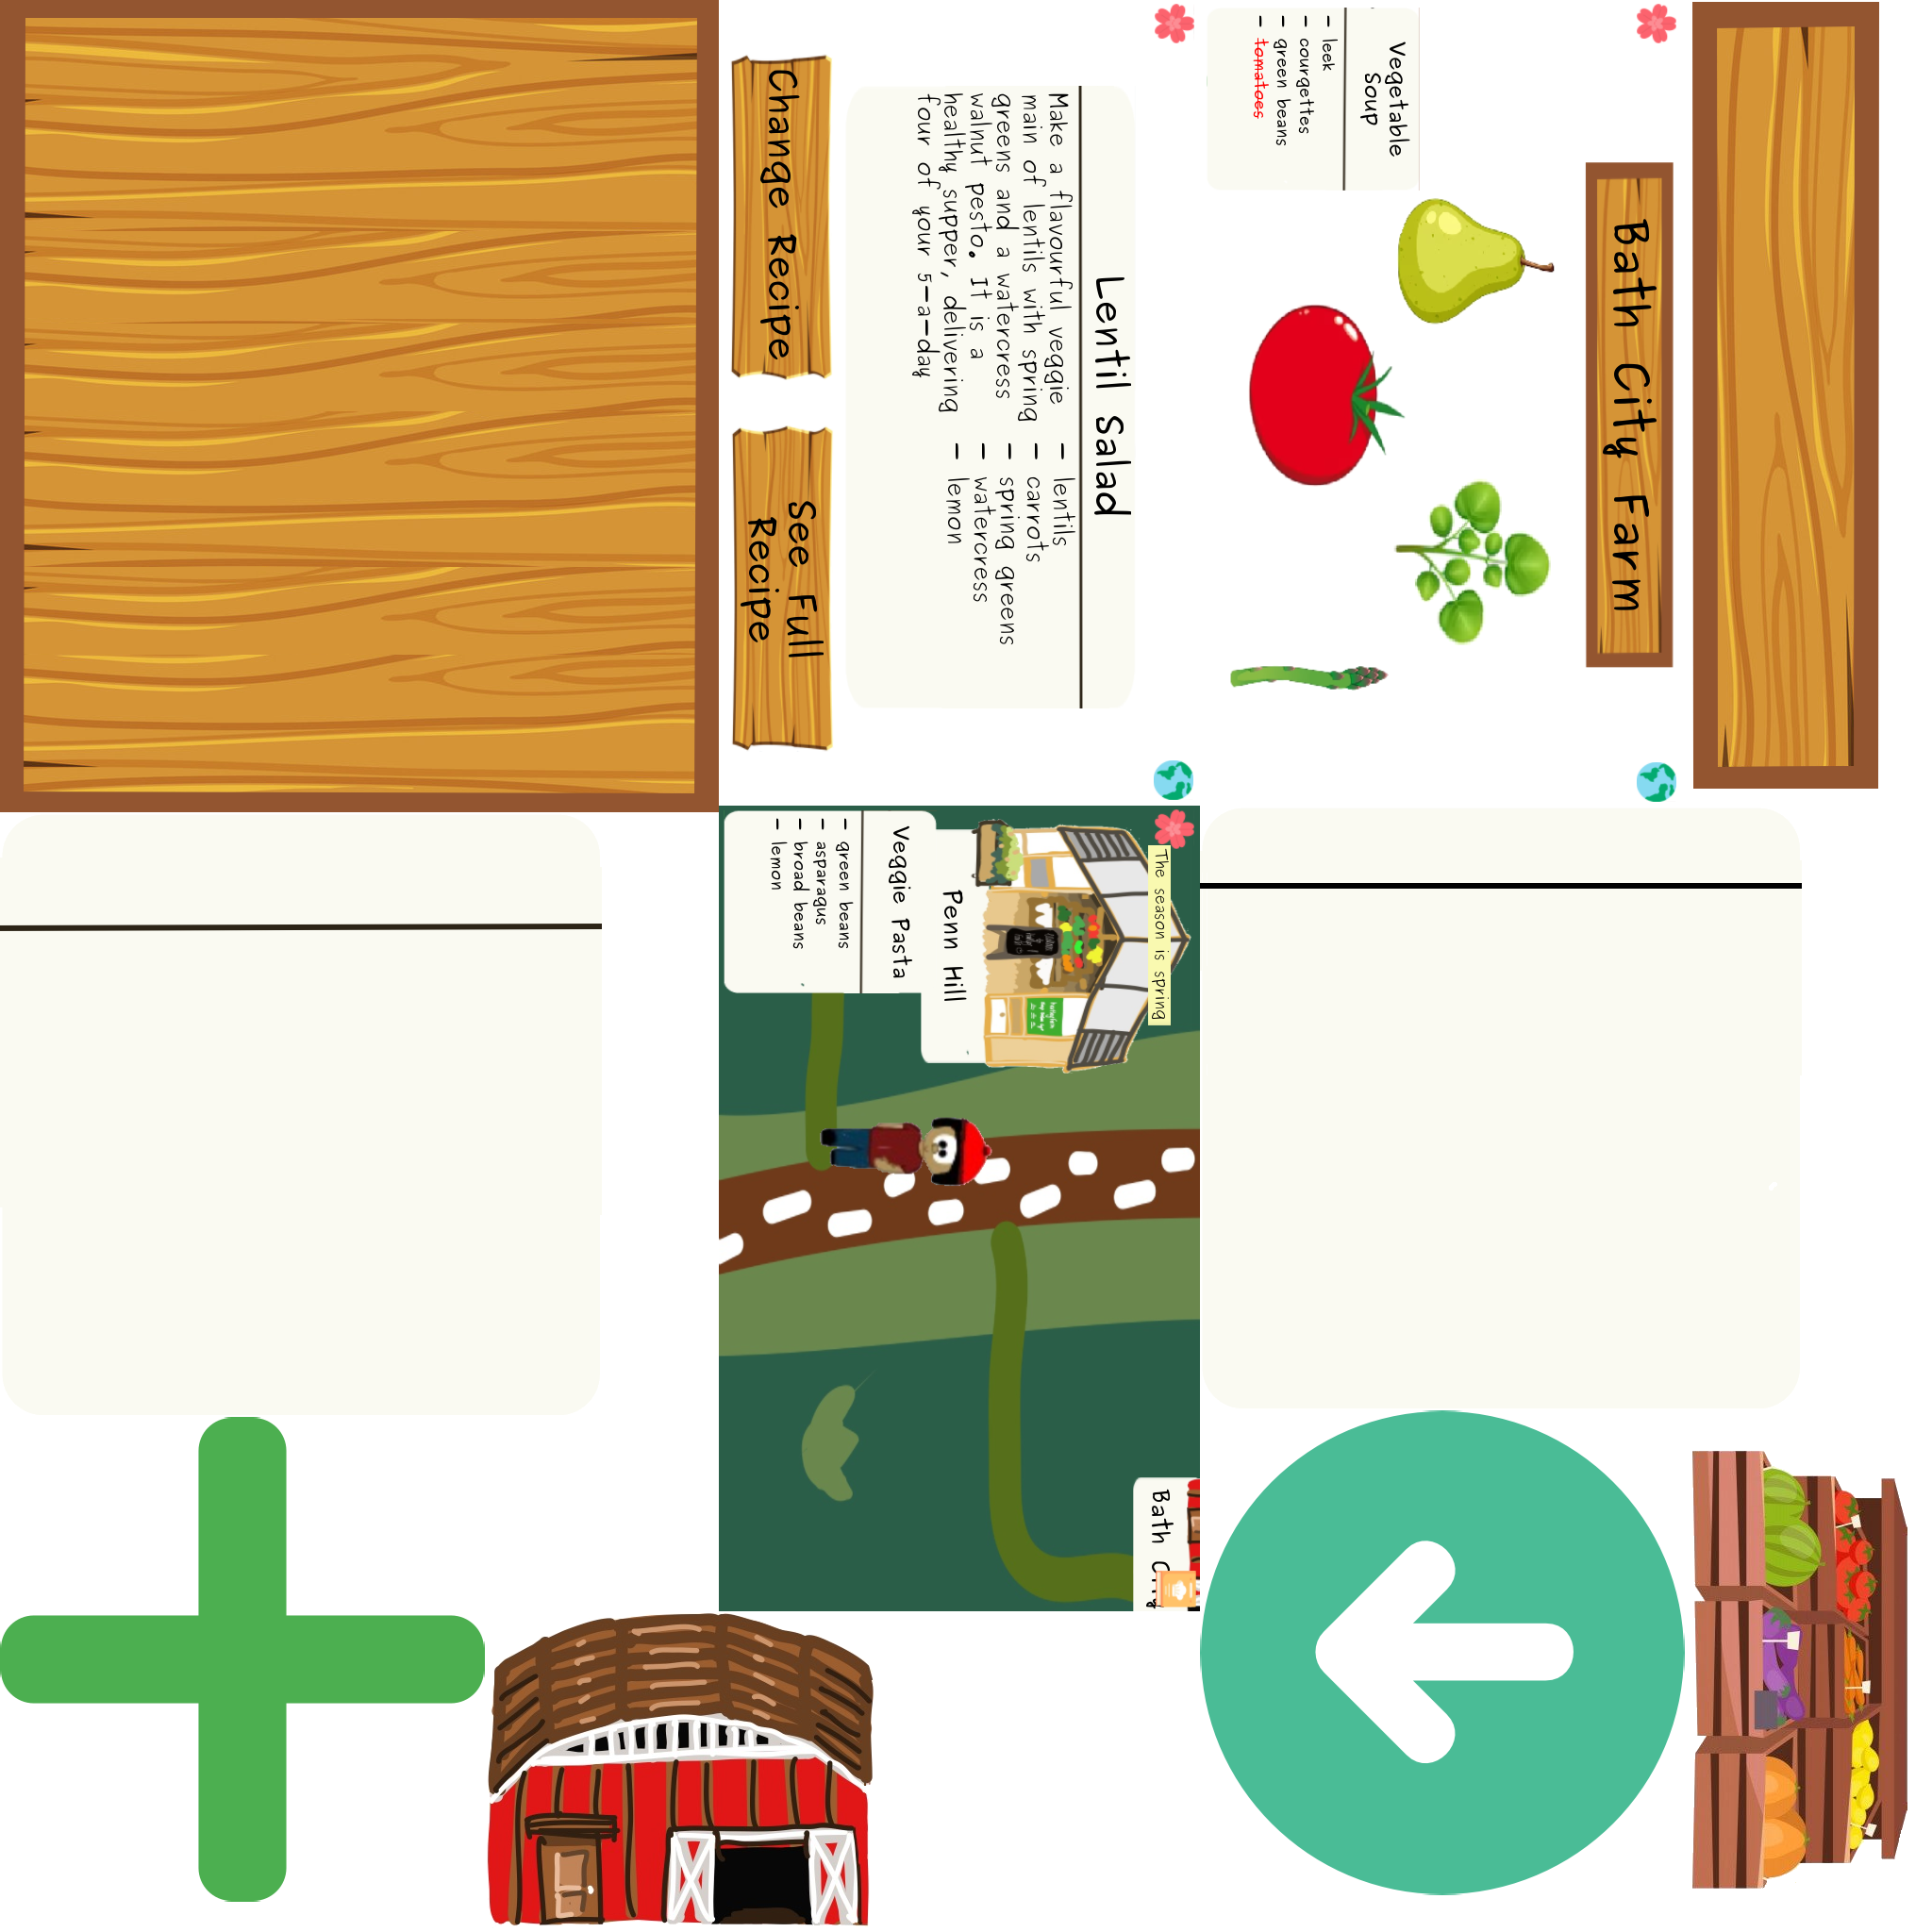 Change Recipe
See Full
Recipe
Lentil Salad
Make a flavourful veggie
main of lentils with spring
greens and a watercress
walnut pesto. It is a
healthy supper, delivering
four of your 5-a-day
- lentils
- carrots
- spring greens
- watercress
- lemon
Vegetable
Soup
- leek
- courgettes
- green beans
- tomatoes
Bath City Farm
The season is spring
Penn Hill
Veggie Pasta
- green beans
- asparagus
- broad beans
- lemon
Bath